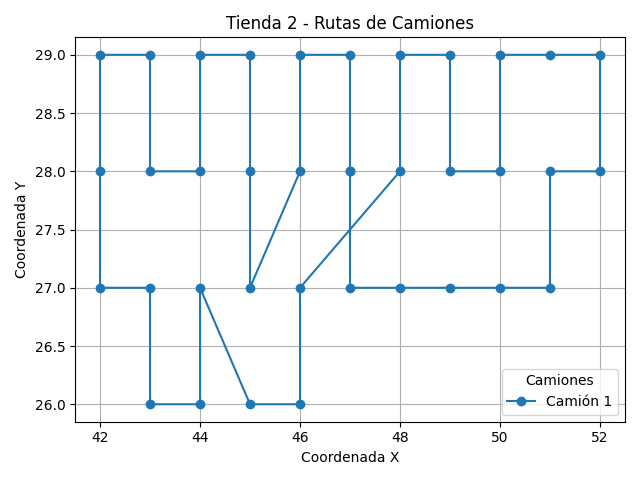 Tienda 2 - Rutas de Camiones
29.0
28.5
28.0
27.5
27.0
26.5
26.0
Coordenada Y
42 44 46 48 50 52
Coordenada X
Camiones
Camión 1